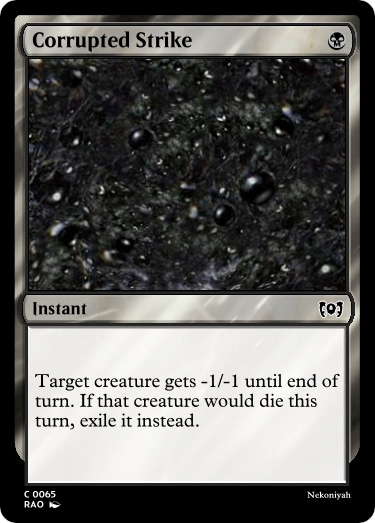 Corrupted Strike
Instant
Target creature gets -1/-1 until end of
turn. If that creature would die this
turn, exile it instead.
C 0065
RAO
Nekoniyah